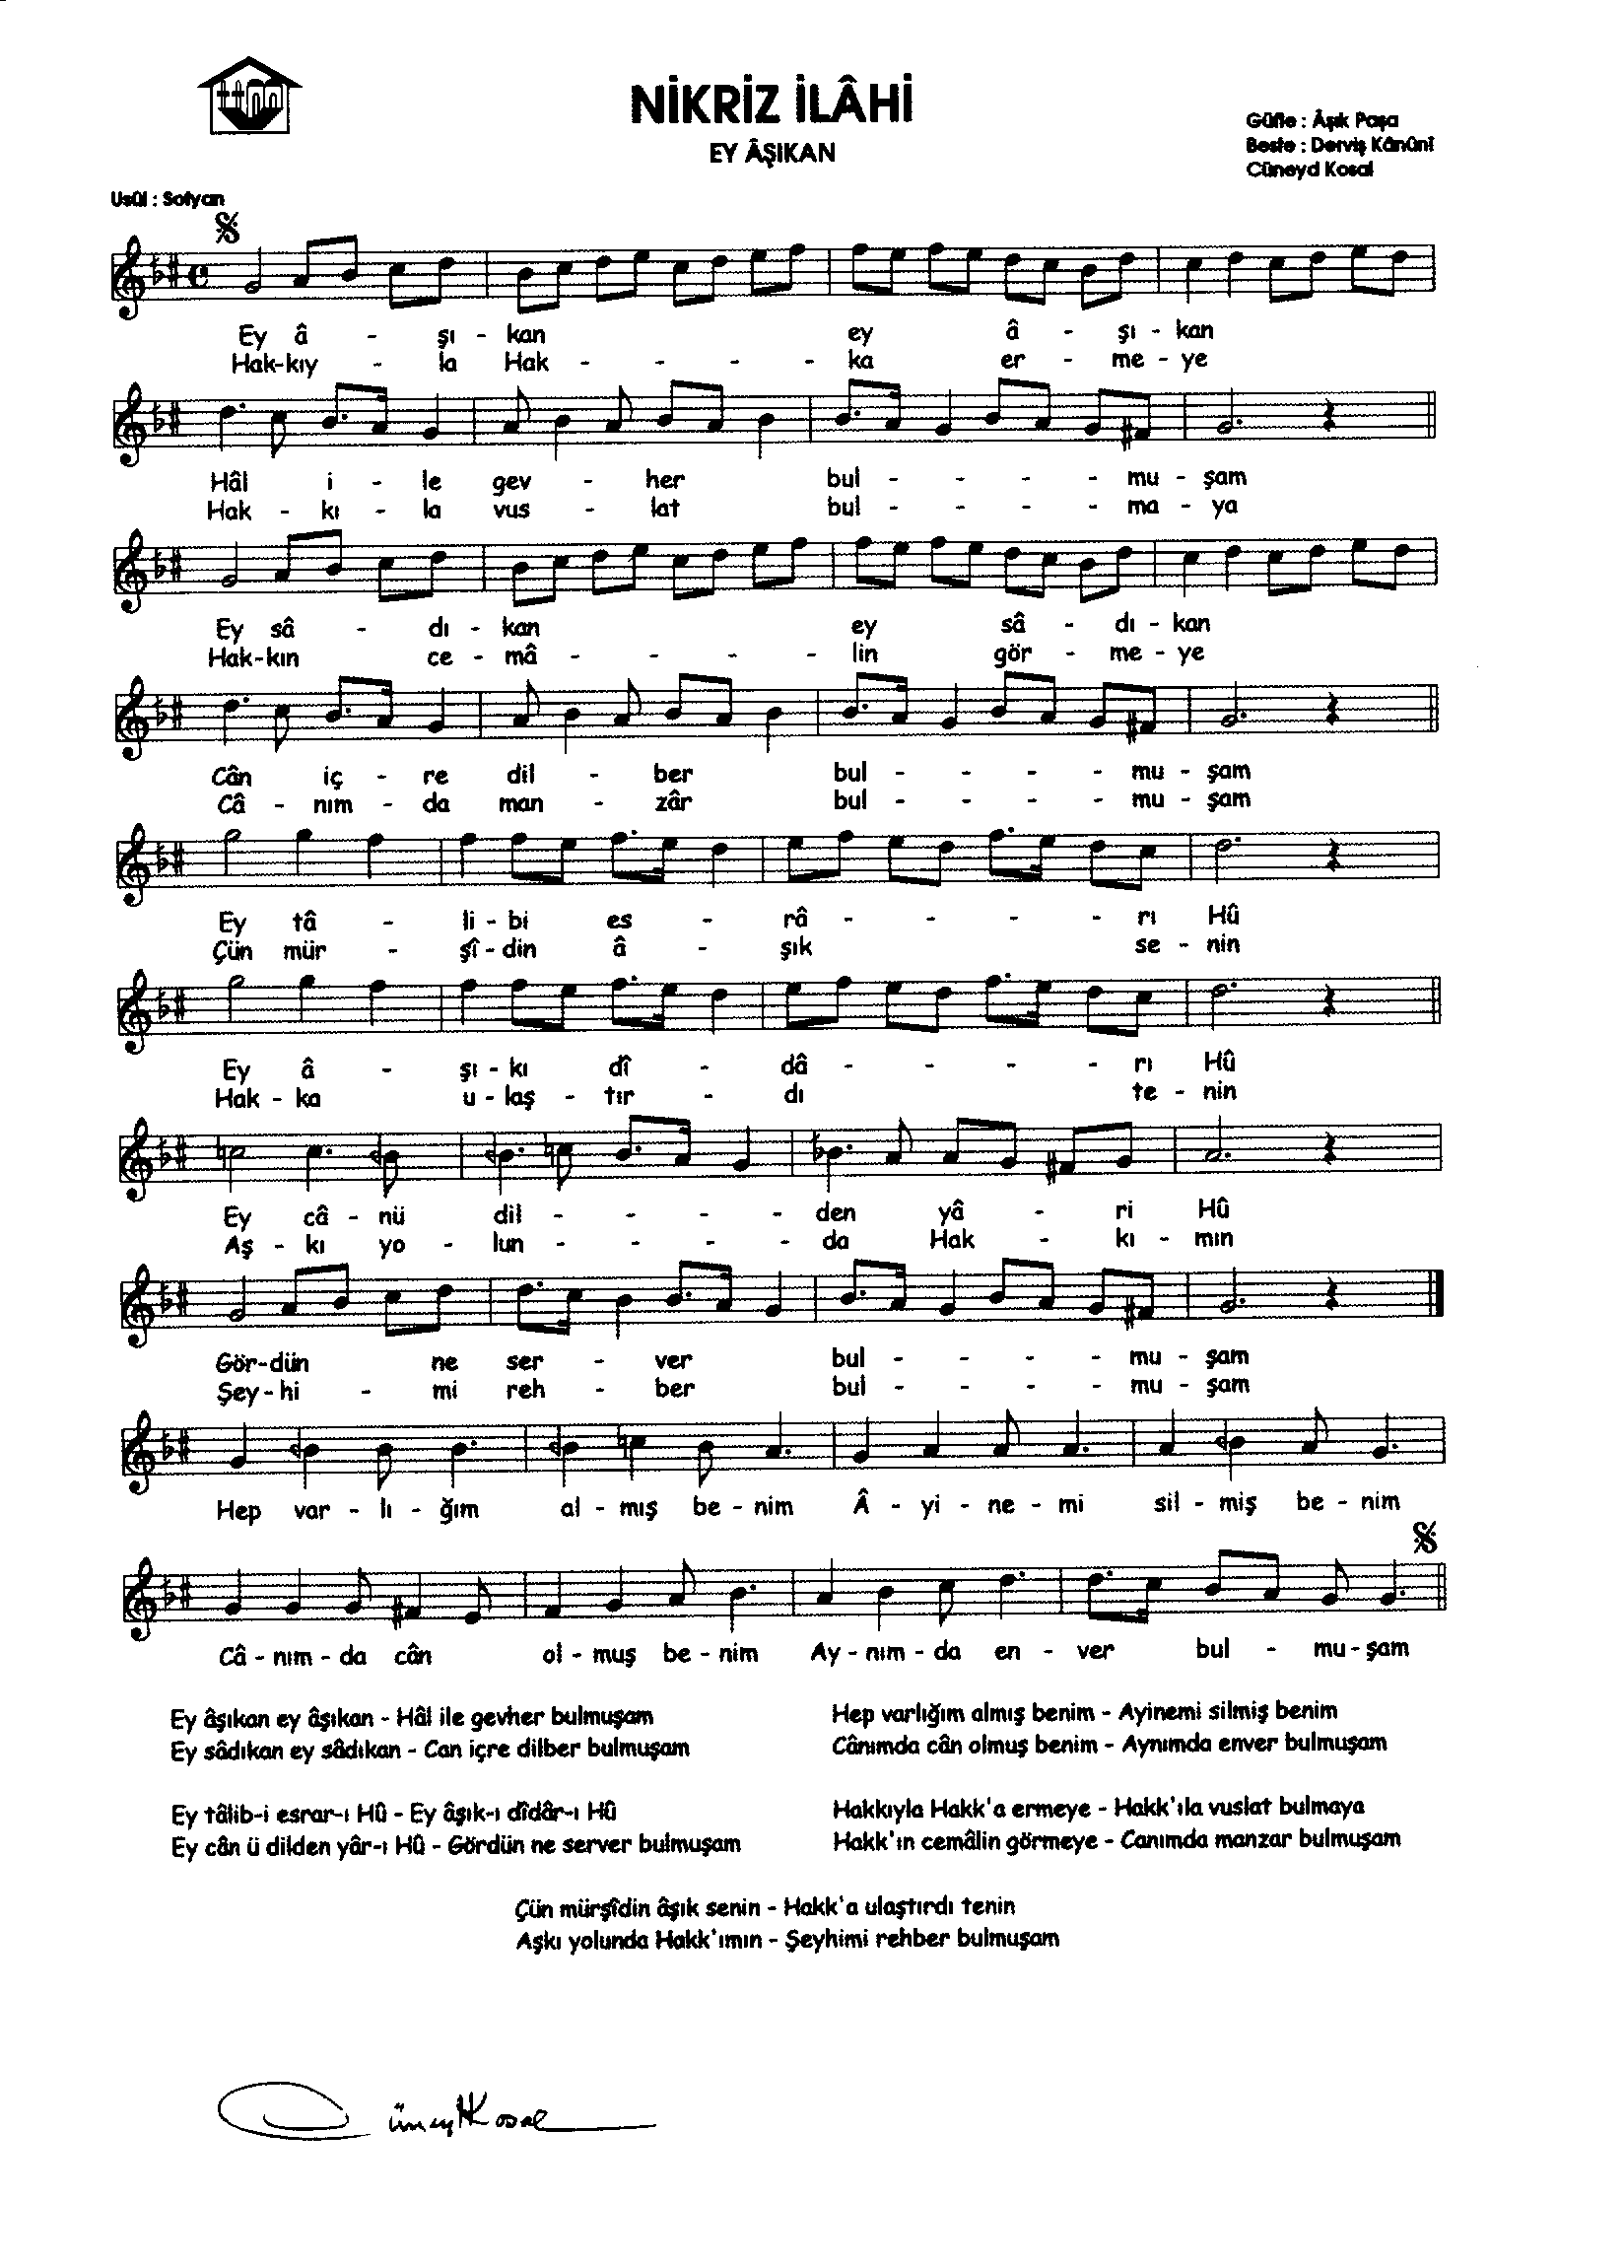 NİKRİZ İLÂHİ
EY ÂŞIKAN
Güfte : Âşık Paşa
Beste : Derviş Kânûnî
Cüneyd Kosal
Usûl : Sofyan
Ey â - şı - kan ey â - şı - kan
Hak-kıy - la Hak - - - - ka er - me - ye
Hâl i - le gev - her bul - - - - mu - şam
Hak - kı - la vus - lat bul - - - - ma - ya
Ey sâ - dı - kan ey sâ - dı - kan
Hak-kın ce - mâ - - - - lin gör - me - ye
Cân iç - re dil - ber bul - - - - mu - şam
Câ - nım - da man - zâr bul - - - - mu - şam
Ey tâ - li - bi es - râ - - - - rı Hû
Çün mür - şî - din â - şık se - nin
Ey â - şı - kı dî - dâ - - - - rı Hû
Hak - ka u - laş - tır - dı te - nin
Ey câ - nü dil - - - - den yâ - ri Hû
Aş - kı yo - lun - - - - da Hak - kı - mın
Gör-dün ne ser - ver bul - - - - mu - şam
Şey-hi - mi reh - ber bul - - - - mu - şam
Hep var - lı - ğım al - mış be - nim Â - yi - ne - mi sil - miş be - nim
Câ - nım - da cân ol - muş be - nim Ay - nım - da en - ver bul - mu - şam
Ey âşıkan ey âşıkan - Hâl ile gevher bulmuşam
Ey sâdıkan ey sâdıkan - Can içre dilber bulmuşam
Ey tâlib-i esrar-ı Hû - Ey âşık-ı dîdâr-ı Hû
Ey cân ü dilden yâr-ı Hû - Gördün ne server bulmuşam
Hep varlığım almış benim - Ayinemi silmiş benim
Cânımda cân olmuş benim - Aynımda enver bulmuşam
Hakkıyla Hakk'a ermeye - Hakk'ıla vuslat bulmaya
Hakk'ın cemâlin görmeye - Canımda manzar bulmuşam
Çün mürşîdin âşık senin - Hakk'a ulaştırdı tenin
Aşkı yolunda Hakk'ımın - Şeyhimi rehber bulmuşam
Cüneyd Kosal